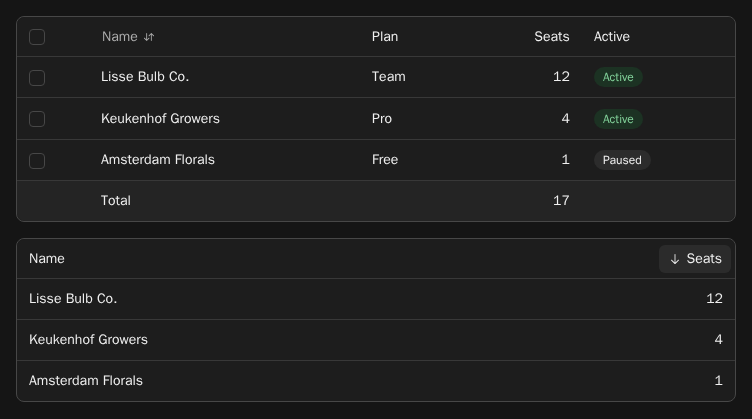 Name Plan Seats Active
Lisse Bulb Co. Team 12 Active
Keukenhof Growers Pro 4 Active
Amsterdam Florals Free 1 Paused
Total 17
Name Seats
Lisse Bulb Co. 12
Keukenhof Growers 4
Amsterdam Florals 1